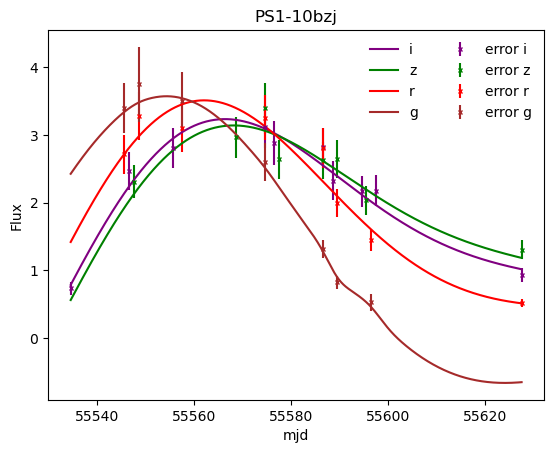 PS1-10bzj
i error i
z error z
r error r
g error g
4
3
2
1
0
Flux
55540 55560 55580 55600 55620
mjd